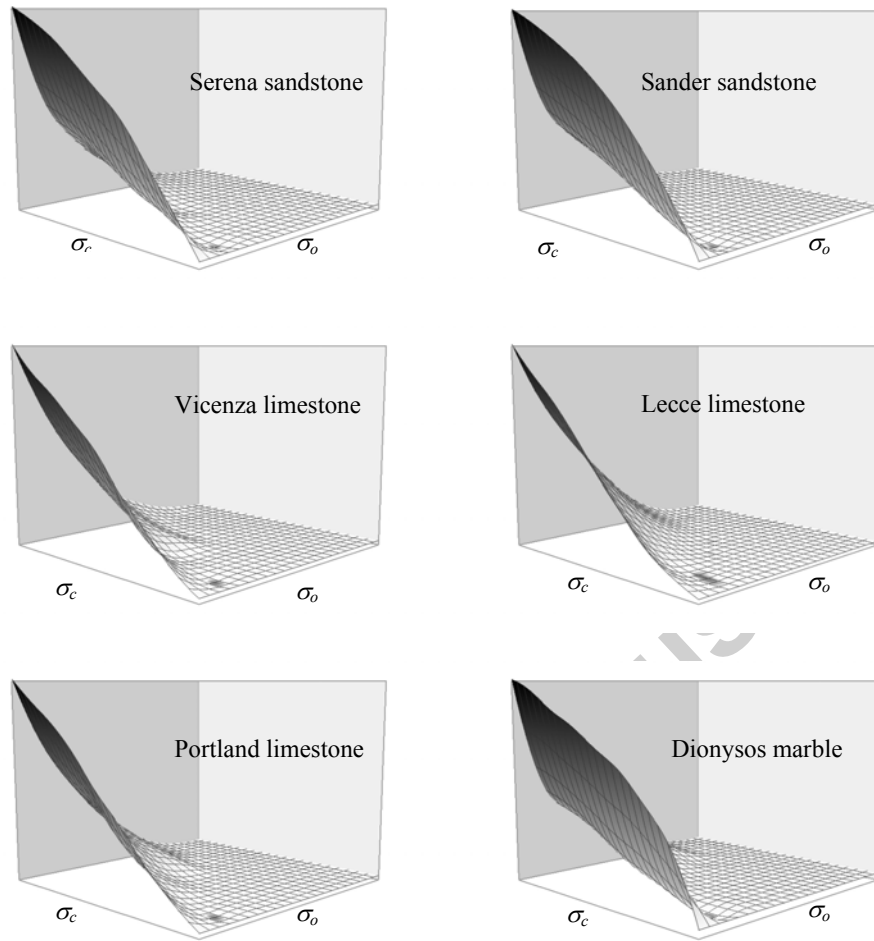 Serena sandstone
Sander sandstone
σc
σo
σc
σo
Vicenza limestone
Lecce limestone
σc
σo
σc
σo
Portland limestone
Dionysos marble
σc
σo
σc
σo